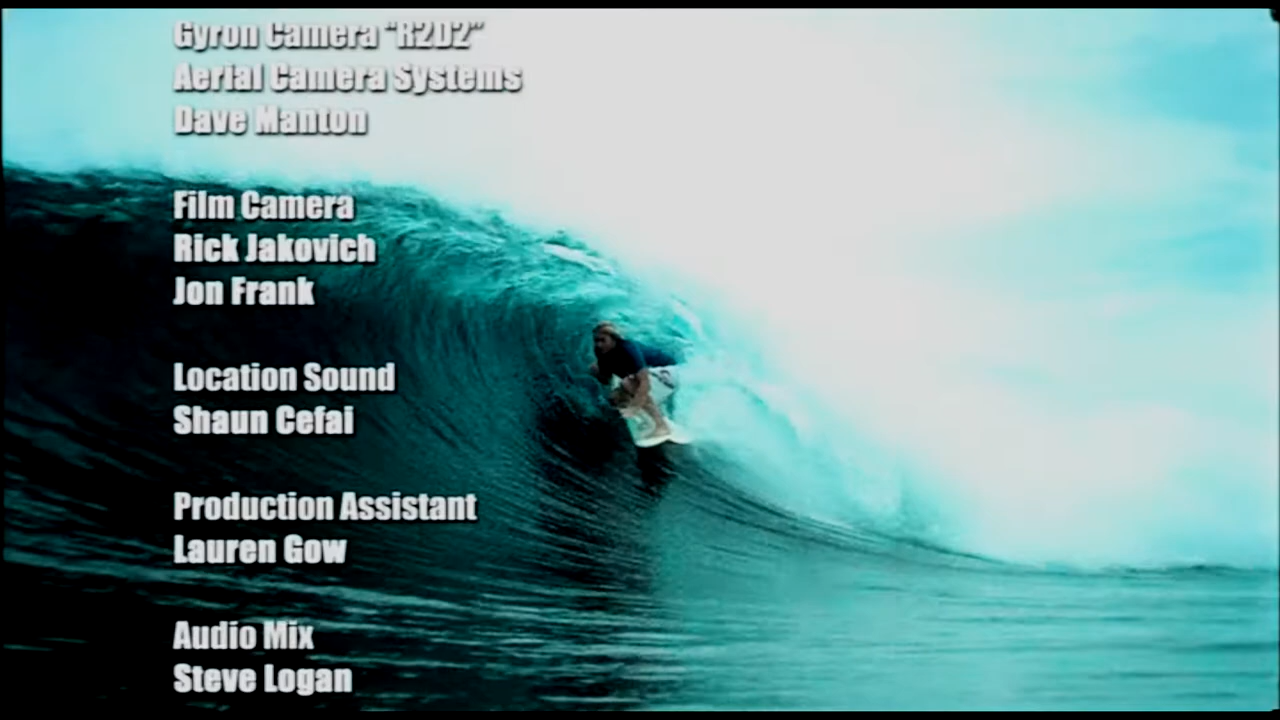 Gyron Camera “R2D2”
Aerial Camera Systems
Dave Manton
Film Camera
Rick Jakovich
Jon Frank
Location Sound
Shaun Cefai
Production Assistant
Lauren Gow
Audio Mix
Steve Logan